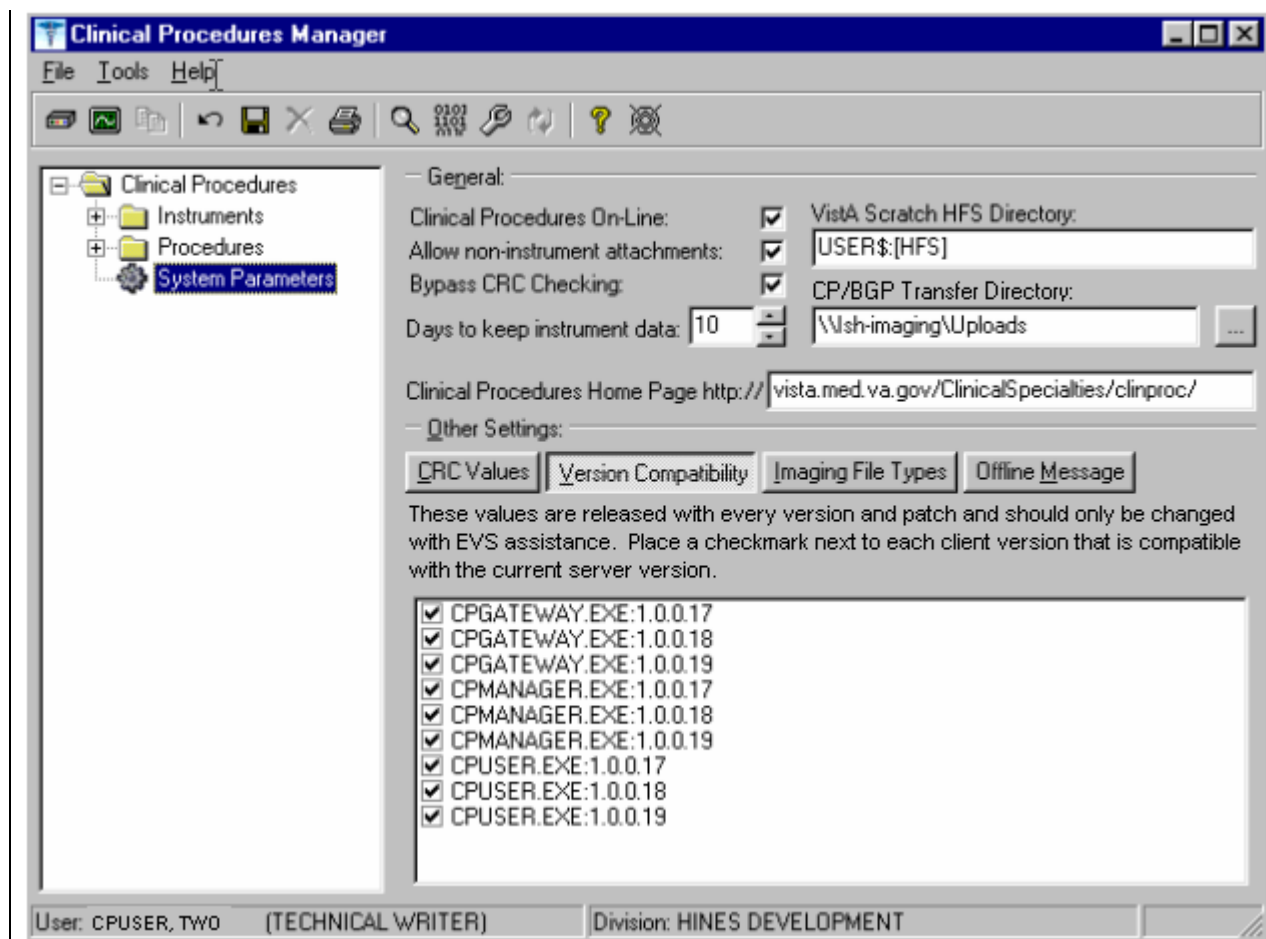 Clinical Procedures Manager
File Tools Help
Clinical Procedures
Instruments
Procedures
System Parameters
General:
Clinical Procedures On-Line:
Allow non-instrument attachments:
Bypass CRC Checking:
Days to keep instrument data: 10
VistA Scratch HFS Directory:
USER$:[HFS]
CP/BGP Transfer Directory:
\\Ish-imaging\Uploads ...
Clinical Procedures Home Page http:// vista.med.va.gov/ClinicalSpecialties/clinproc/
Other Settings:
CRC Values Version Compatibility Imaging File Types Offline Message
These values are released with every version and patch and should only be changed
with EVS assistance. Place a checkmark next to each client version that is compatible
with the current server version.
CPGATEWAY.EXE:1.0.0.17
CPGATEWAY.EXE:1.0.0.18
CPGATEWAY.EXE:1.0.0.19
CPMANAGER.EXE:1.0.0.17
CPMANAGER.EXE:1.0.0.18
CPMANAGER.EXE:1.0.0.19
CPUSER.EXE:1.0.0.17
CPUSER.EXE:1.0.0.18
CPUSER.EXE:1.0.0.19
User: CPUSER, TWO (TECHNICAL WRITER) Division: HINES DEVELOPMENT